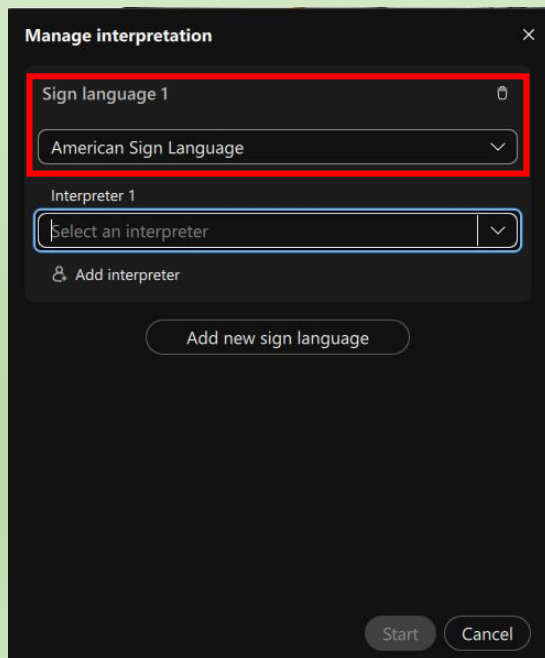 Manage interpretation
Sign language 1
American Sign Language
Interpreter 1
Select an interpreter
Add interpreter
Add new sign language
Start Cancel